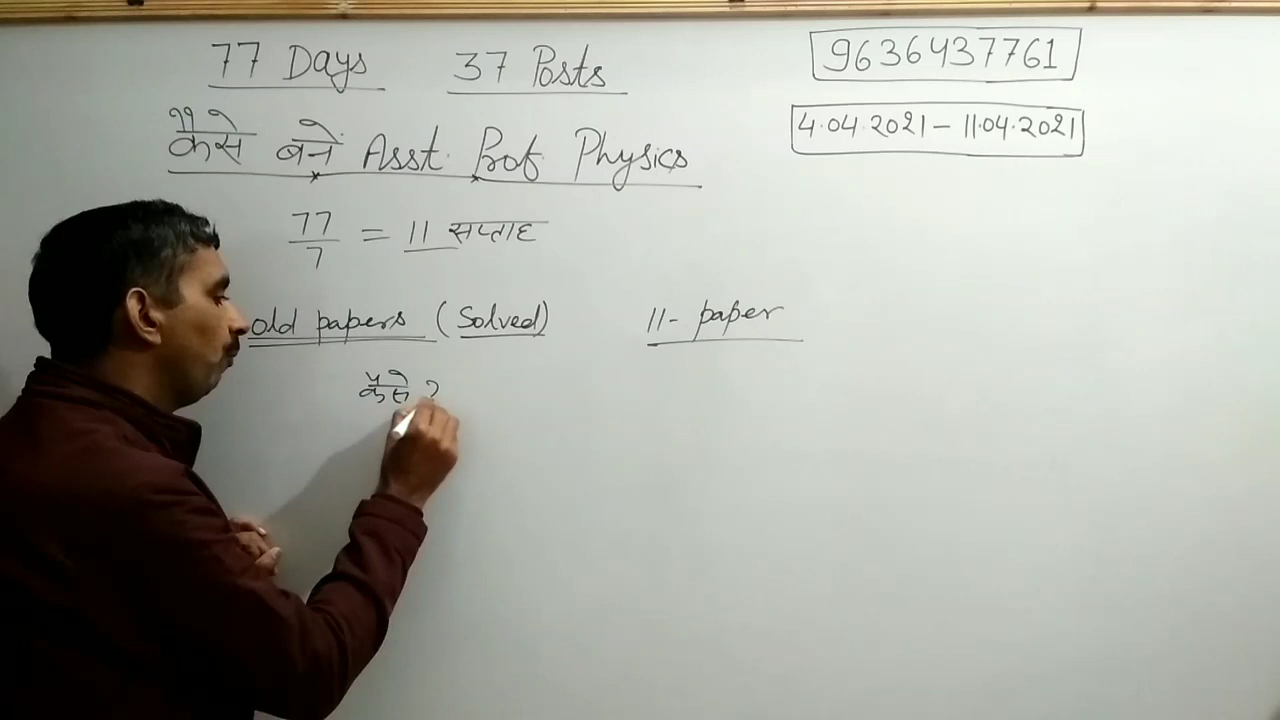 77 Days 37 Posts
9636437761
4.04.2021 – 11.04.2021
कैसे बने Asst. Prof. Physics
77/7 = 11 सप्ताह
old papers (Solved) 11- paper
कैसे ?